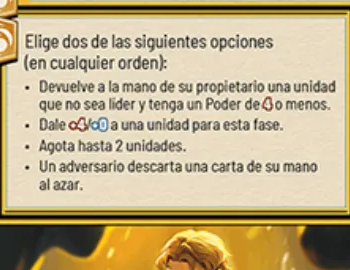 Elige dos de las siguientes opciones
(en cualquier orden):
• Devuelve a la mano de su propietario una unidad
que no sea líder y tenga un Poder de 4 o menos.
• Dale +4/+0 a una unidad para esta fase.
• Agota hasta 2 unidades.
• Un adversario descarta una carta de su mano
al azar.